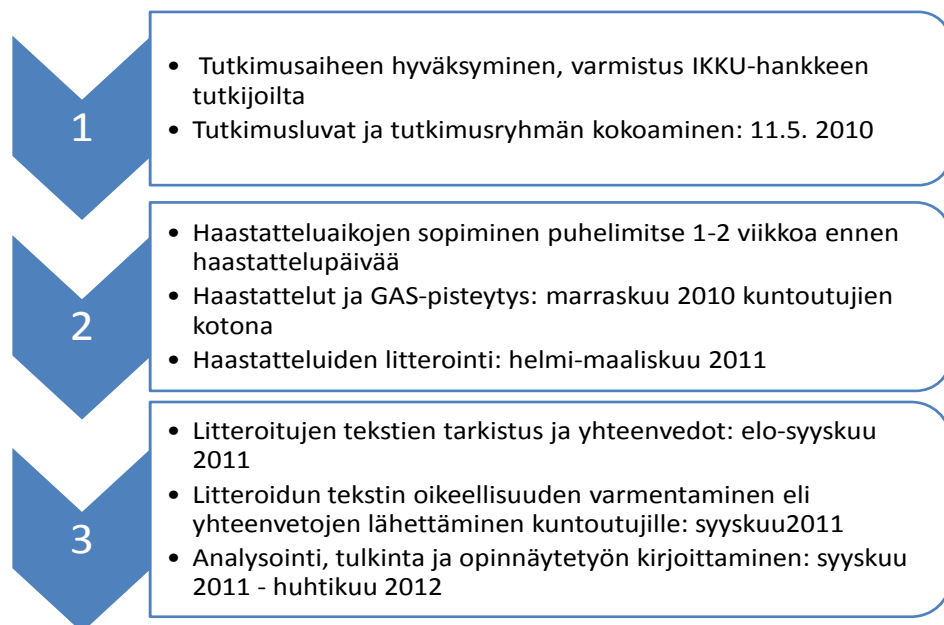 1
• Tutkimusaiheen hyväksyminen, varmistus IKKU-hankkeen
tutkijoilta
• Tutkimusluvat ja tutkimusryhmän kokoaminen: 11.5. 2010
2
• Haastatteluaikojen sopiminen puhelimitse 1-2 viikkoa ennen
haastattelupäivää
• Haastattelut ja GAS-pisteytys: marraskuu 2010 kuntoutujien
kotona
• Haastatteluiden litterointi: helmi-maaliskuu 2011
3
• Litteroitujen tekstien tarkistus ja yhteenvedot: elo-syyskuu
2011
• Litteroidun tekstin oikeellisuuden varmentaminen eli
yhteenvetojen lähettäminen kuntoutujille: syyskuu2011
• Analysointi, tulkinta ja opinnäytetyön kirjoittaminen: syyskuu
2011 - huhtikuu 2012